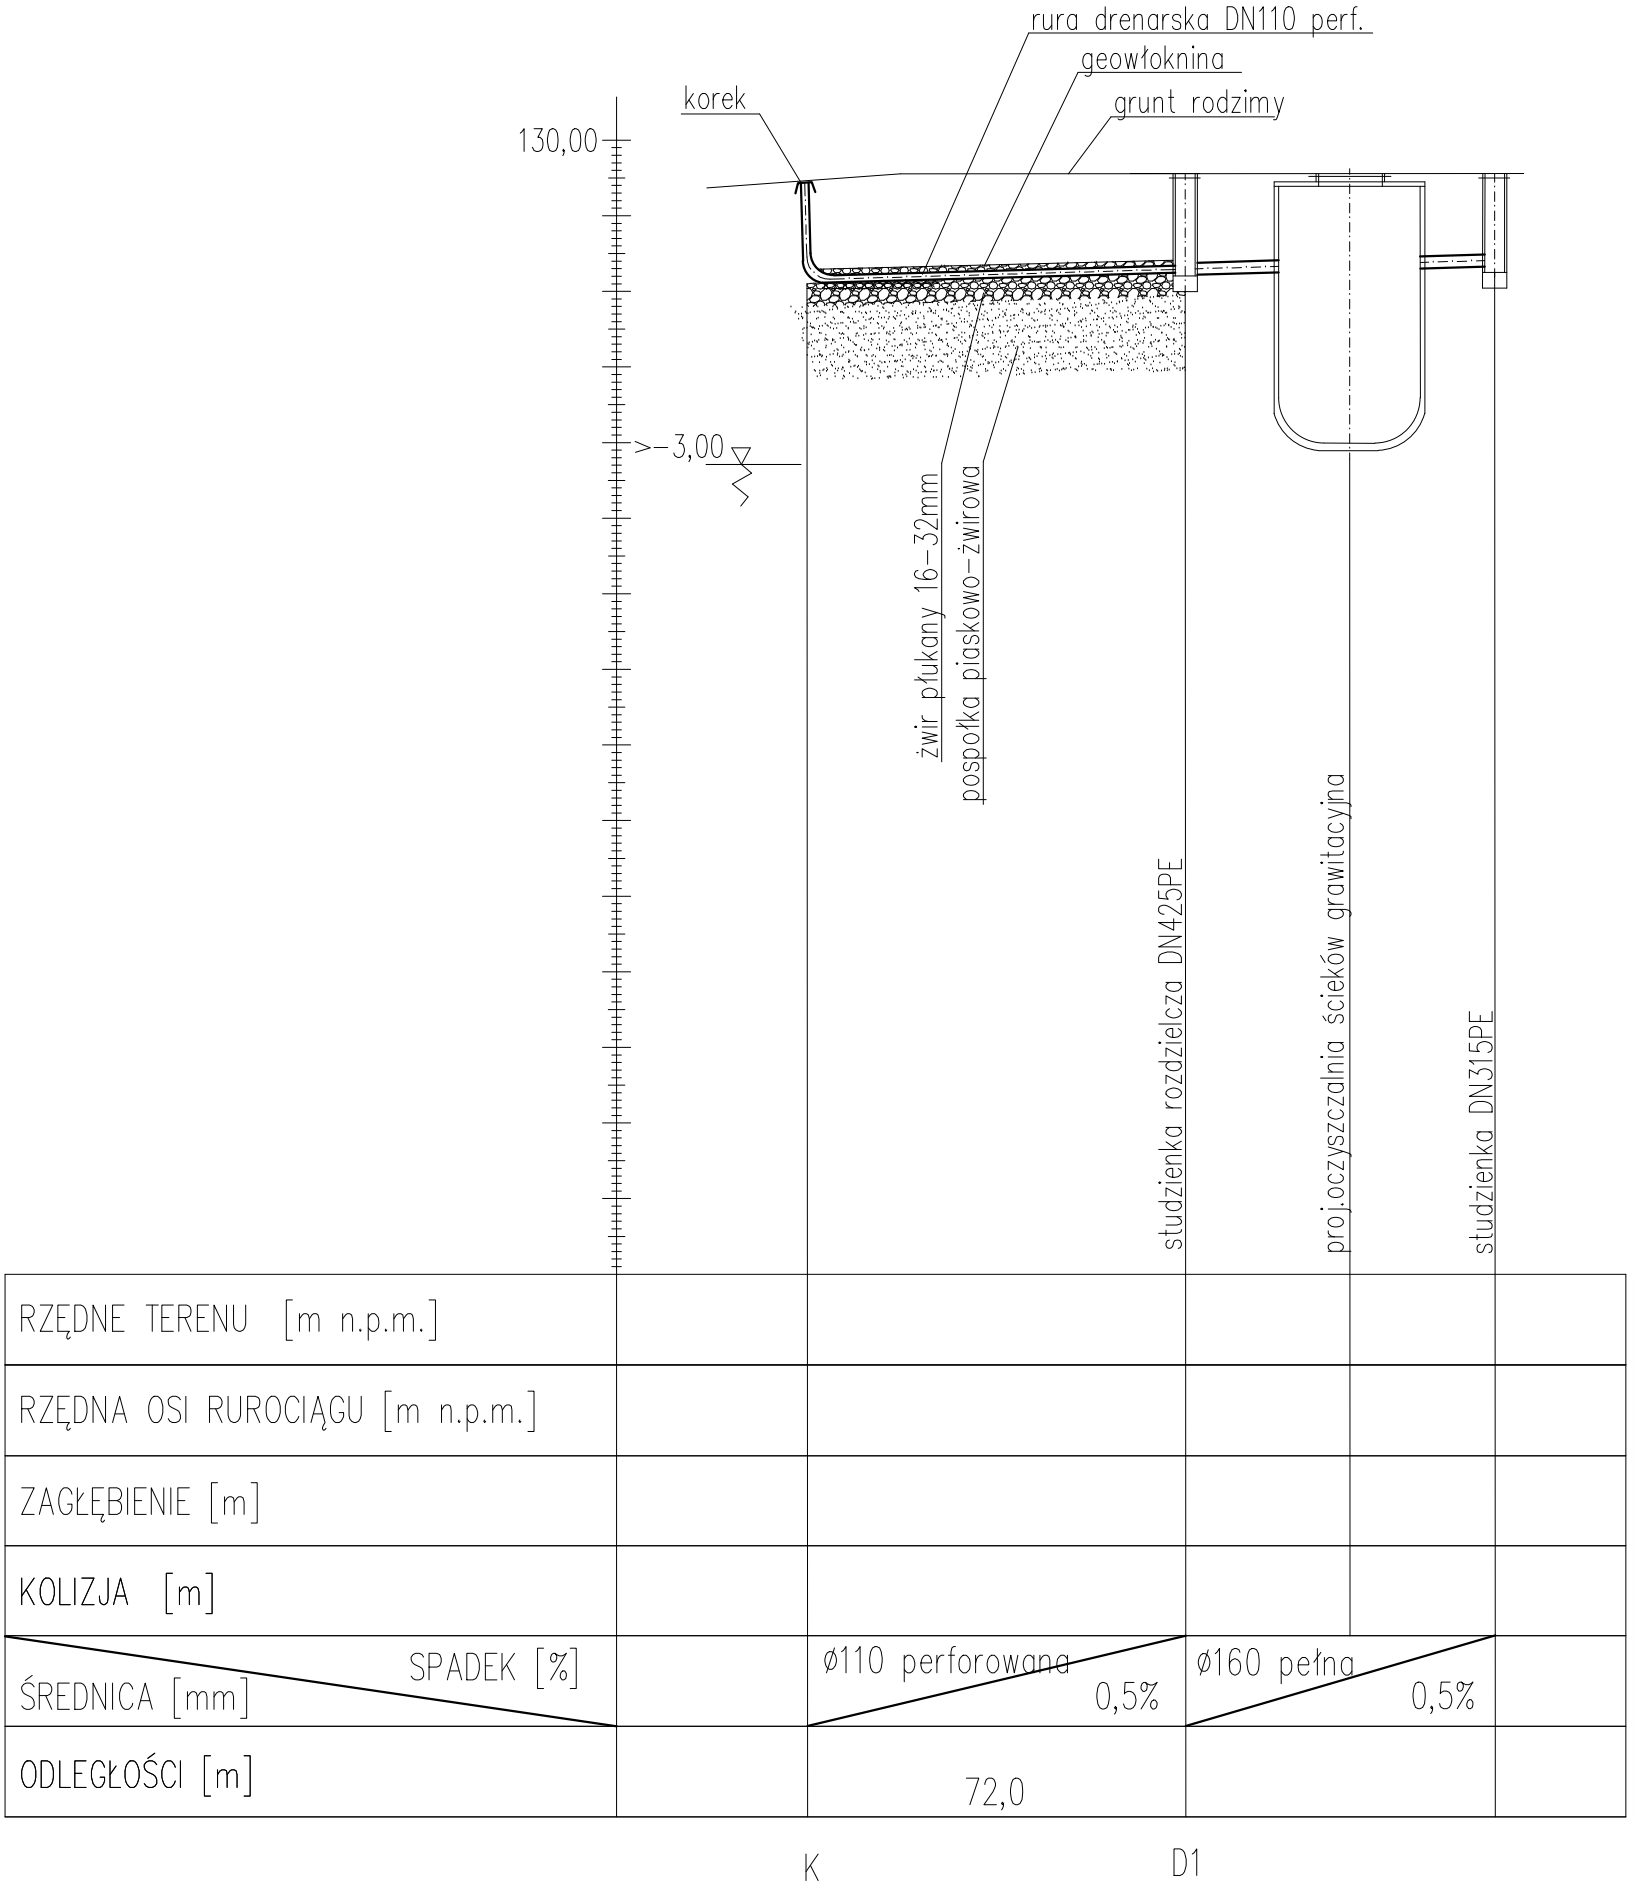 rura drenarska DN110 perf.
geowłoknina
korek
grunt rodzimy
130,00
>-3,00
żwir płukany 16-32mm
pospołka piaskowo-żwirowa
studzienka rozdzielcza DN425PE
proj.oczyszczalnia ścieków grawitacyjna
studzienka DN315PE
RZĘDNE TERENU [m n.p.m.]
RZĘDNA OSI RUROCIĄGU [m n.p.m.]
ZAGŁĘBIENIE [m]
KOLIZJA [m]
SPADEK [%]
ŚREDNICA [mm]
ø110 perforowana
0,5%
ø160 pełna
0,5%
ODLEGŁOŚCI [m]
72,0
K
D1